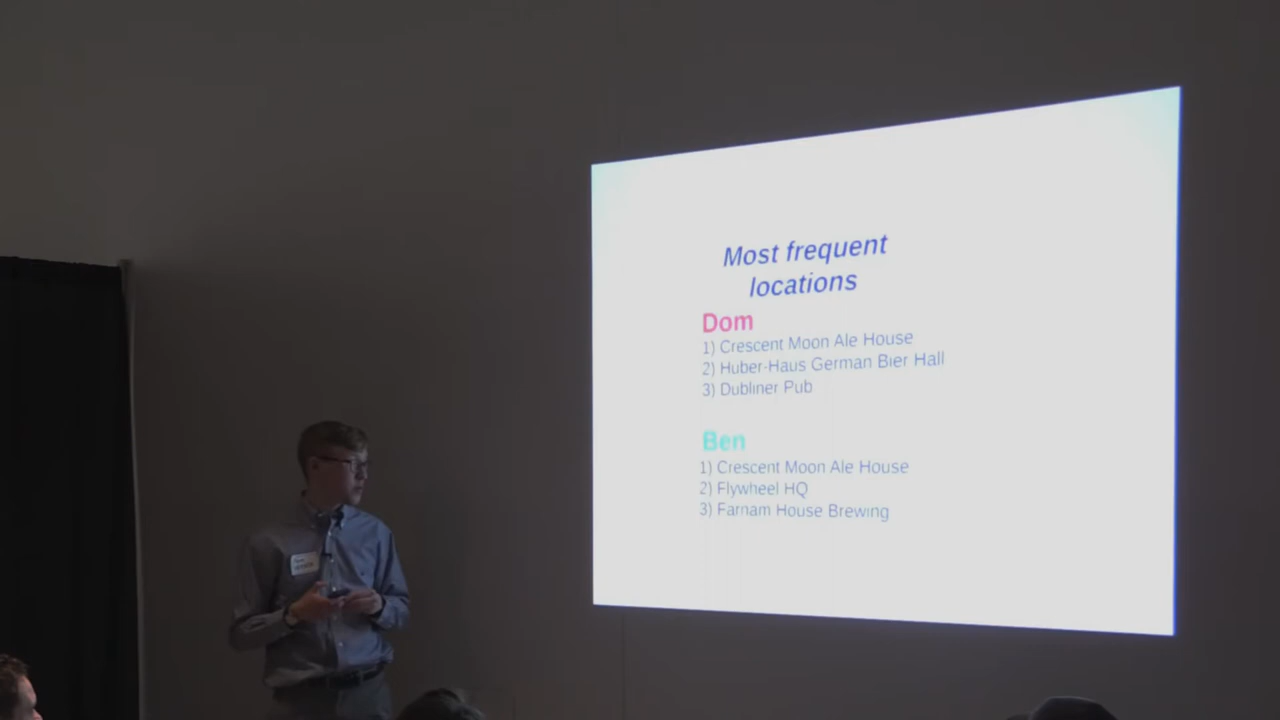 Most frequent
locations
Dom
1) Crescent Moon Ale House
2) Huber-Haus German Bier Hall
3) Dubliner Pub
Ben
1) Crescent Moon Ale House
2) Flywheel HQ
3) Farnam House Brewing